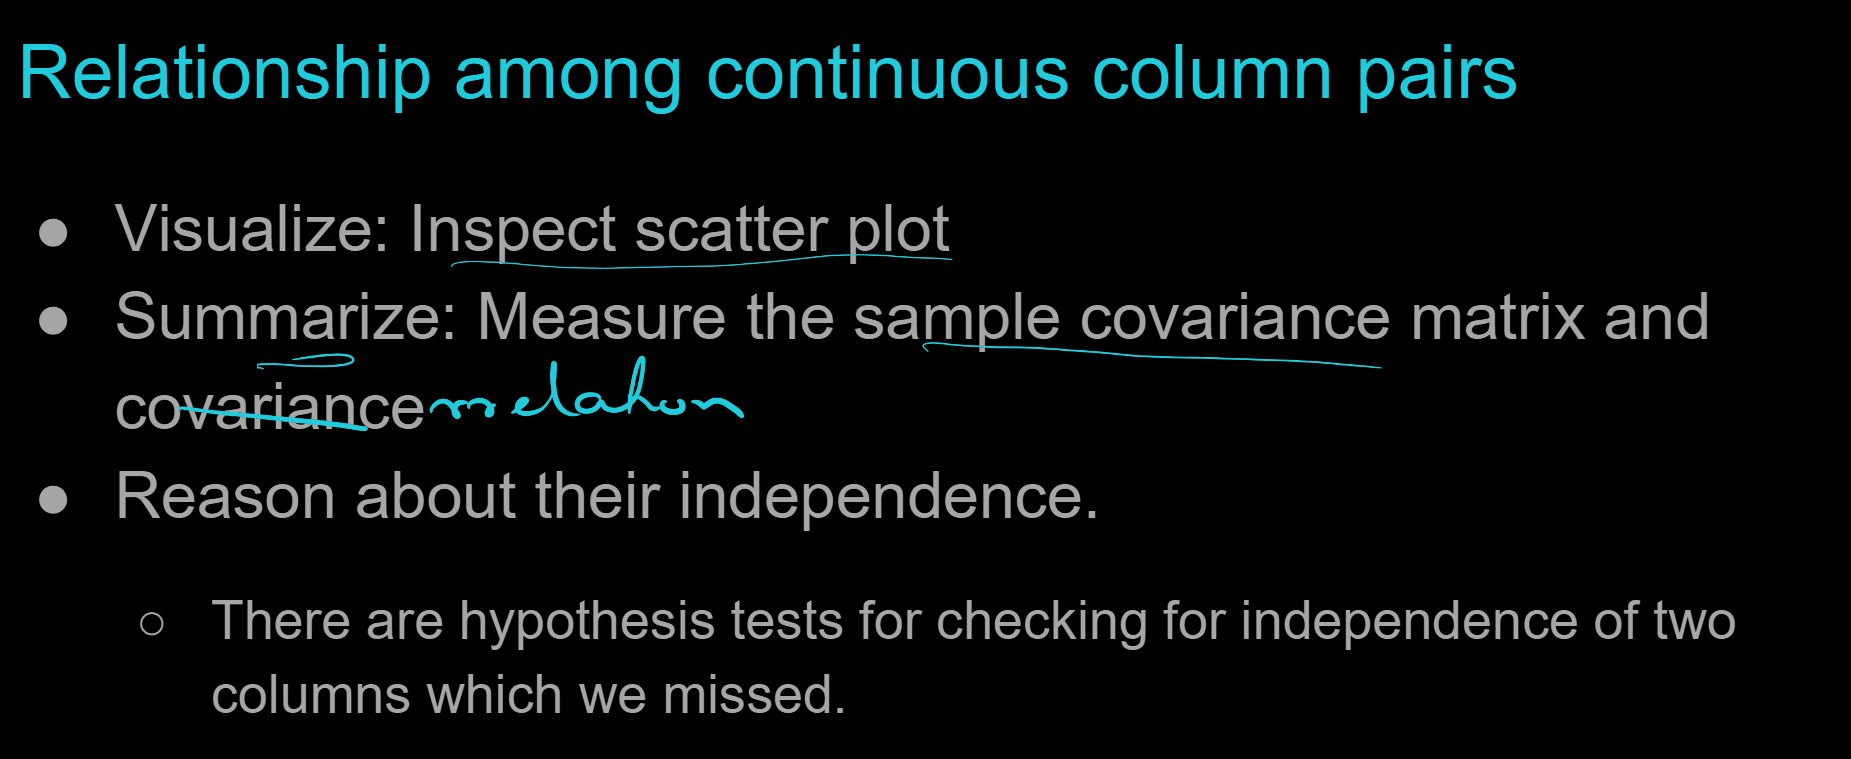 Relationship among continuous column pairs
● Visualize: Inspect scatter plot
● Summarize: Measure the sample covariance matrix and
covariance rrelation
● Reason about their independence.
○ There are hypothesis tests for checking for independence of two
columns which we missed.